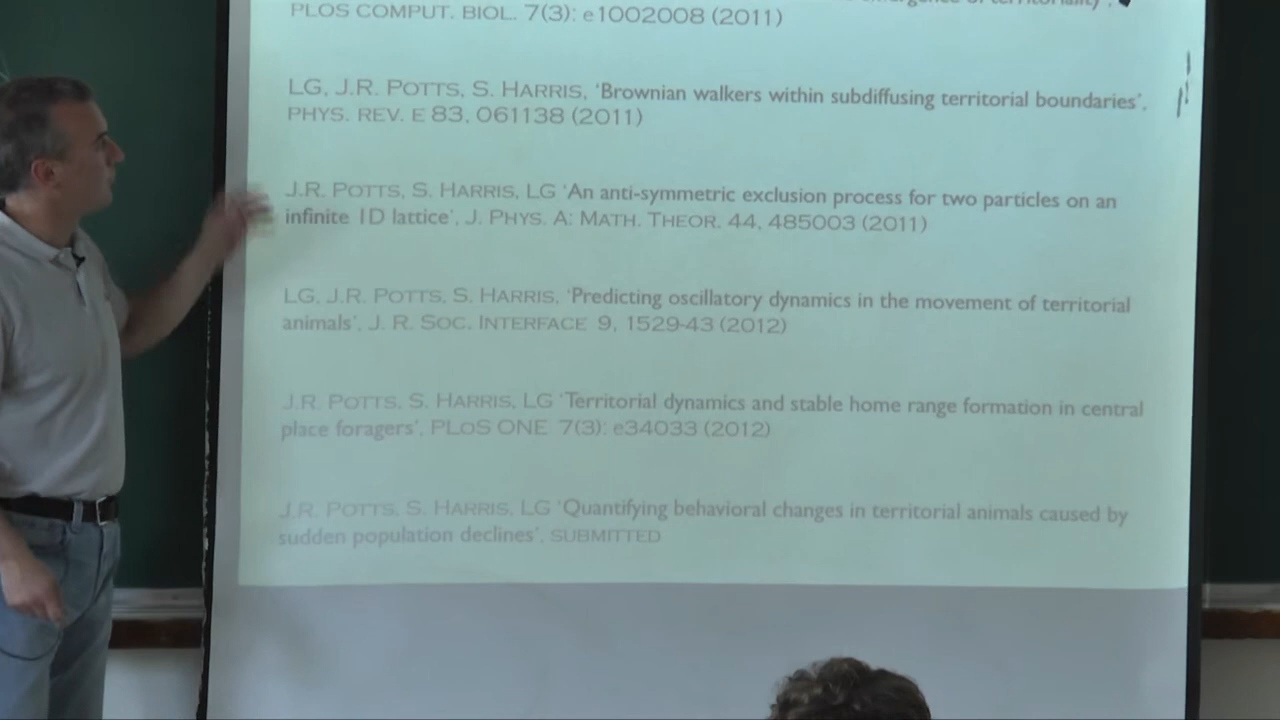 emergence of territoriality',
PLOS COMPUT. BIOL. 7(3): e1002008 (2011)
LG, J.R. POTTS, S. HARRIS, 'Brownian walkers within subdiffusing territorial boundaries',
PHYS. REV. E 83, 061138 (2011)
J.R. POTTS, S. HARRIS, LG 'An anti-symmetric exclusion process for two particles on an
infinite 1D lattice', J. PHYS. A: MATH. THEOR. 44, 485003 (2011)
LG, J.R. POTTS, S. HARRIS, 'Predicting oscillatory dynamics in the movement of territorial
animals', J. R. SOC. INTERFACE 9, 1529-43 (2012)
J.R. POTTS, S. HARRIS, LG 'Territorial dynamics and stable home range formation in central
place foragers', PLOS ONE 7(3): e34033 (2012)
J.R. POTTS, S. HARRIS, LG 'Quantifying behavioral changes in territorial animals caused by
sudden population declines', SUBMITTED